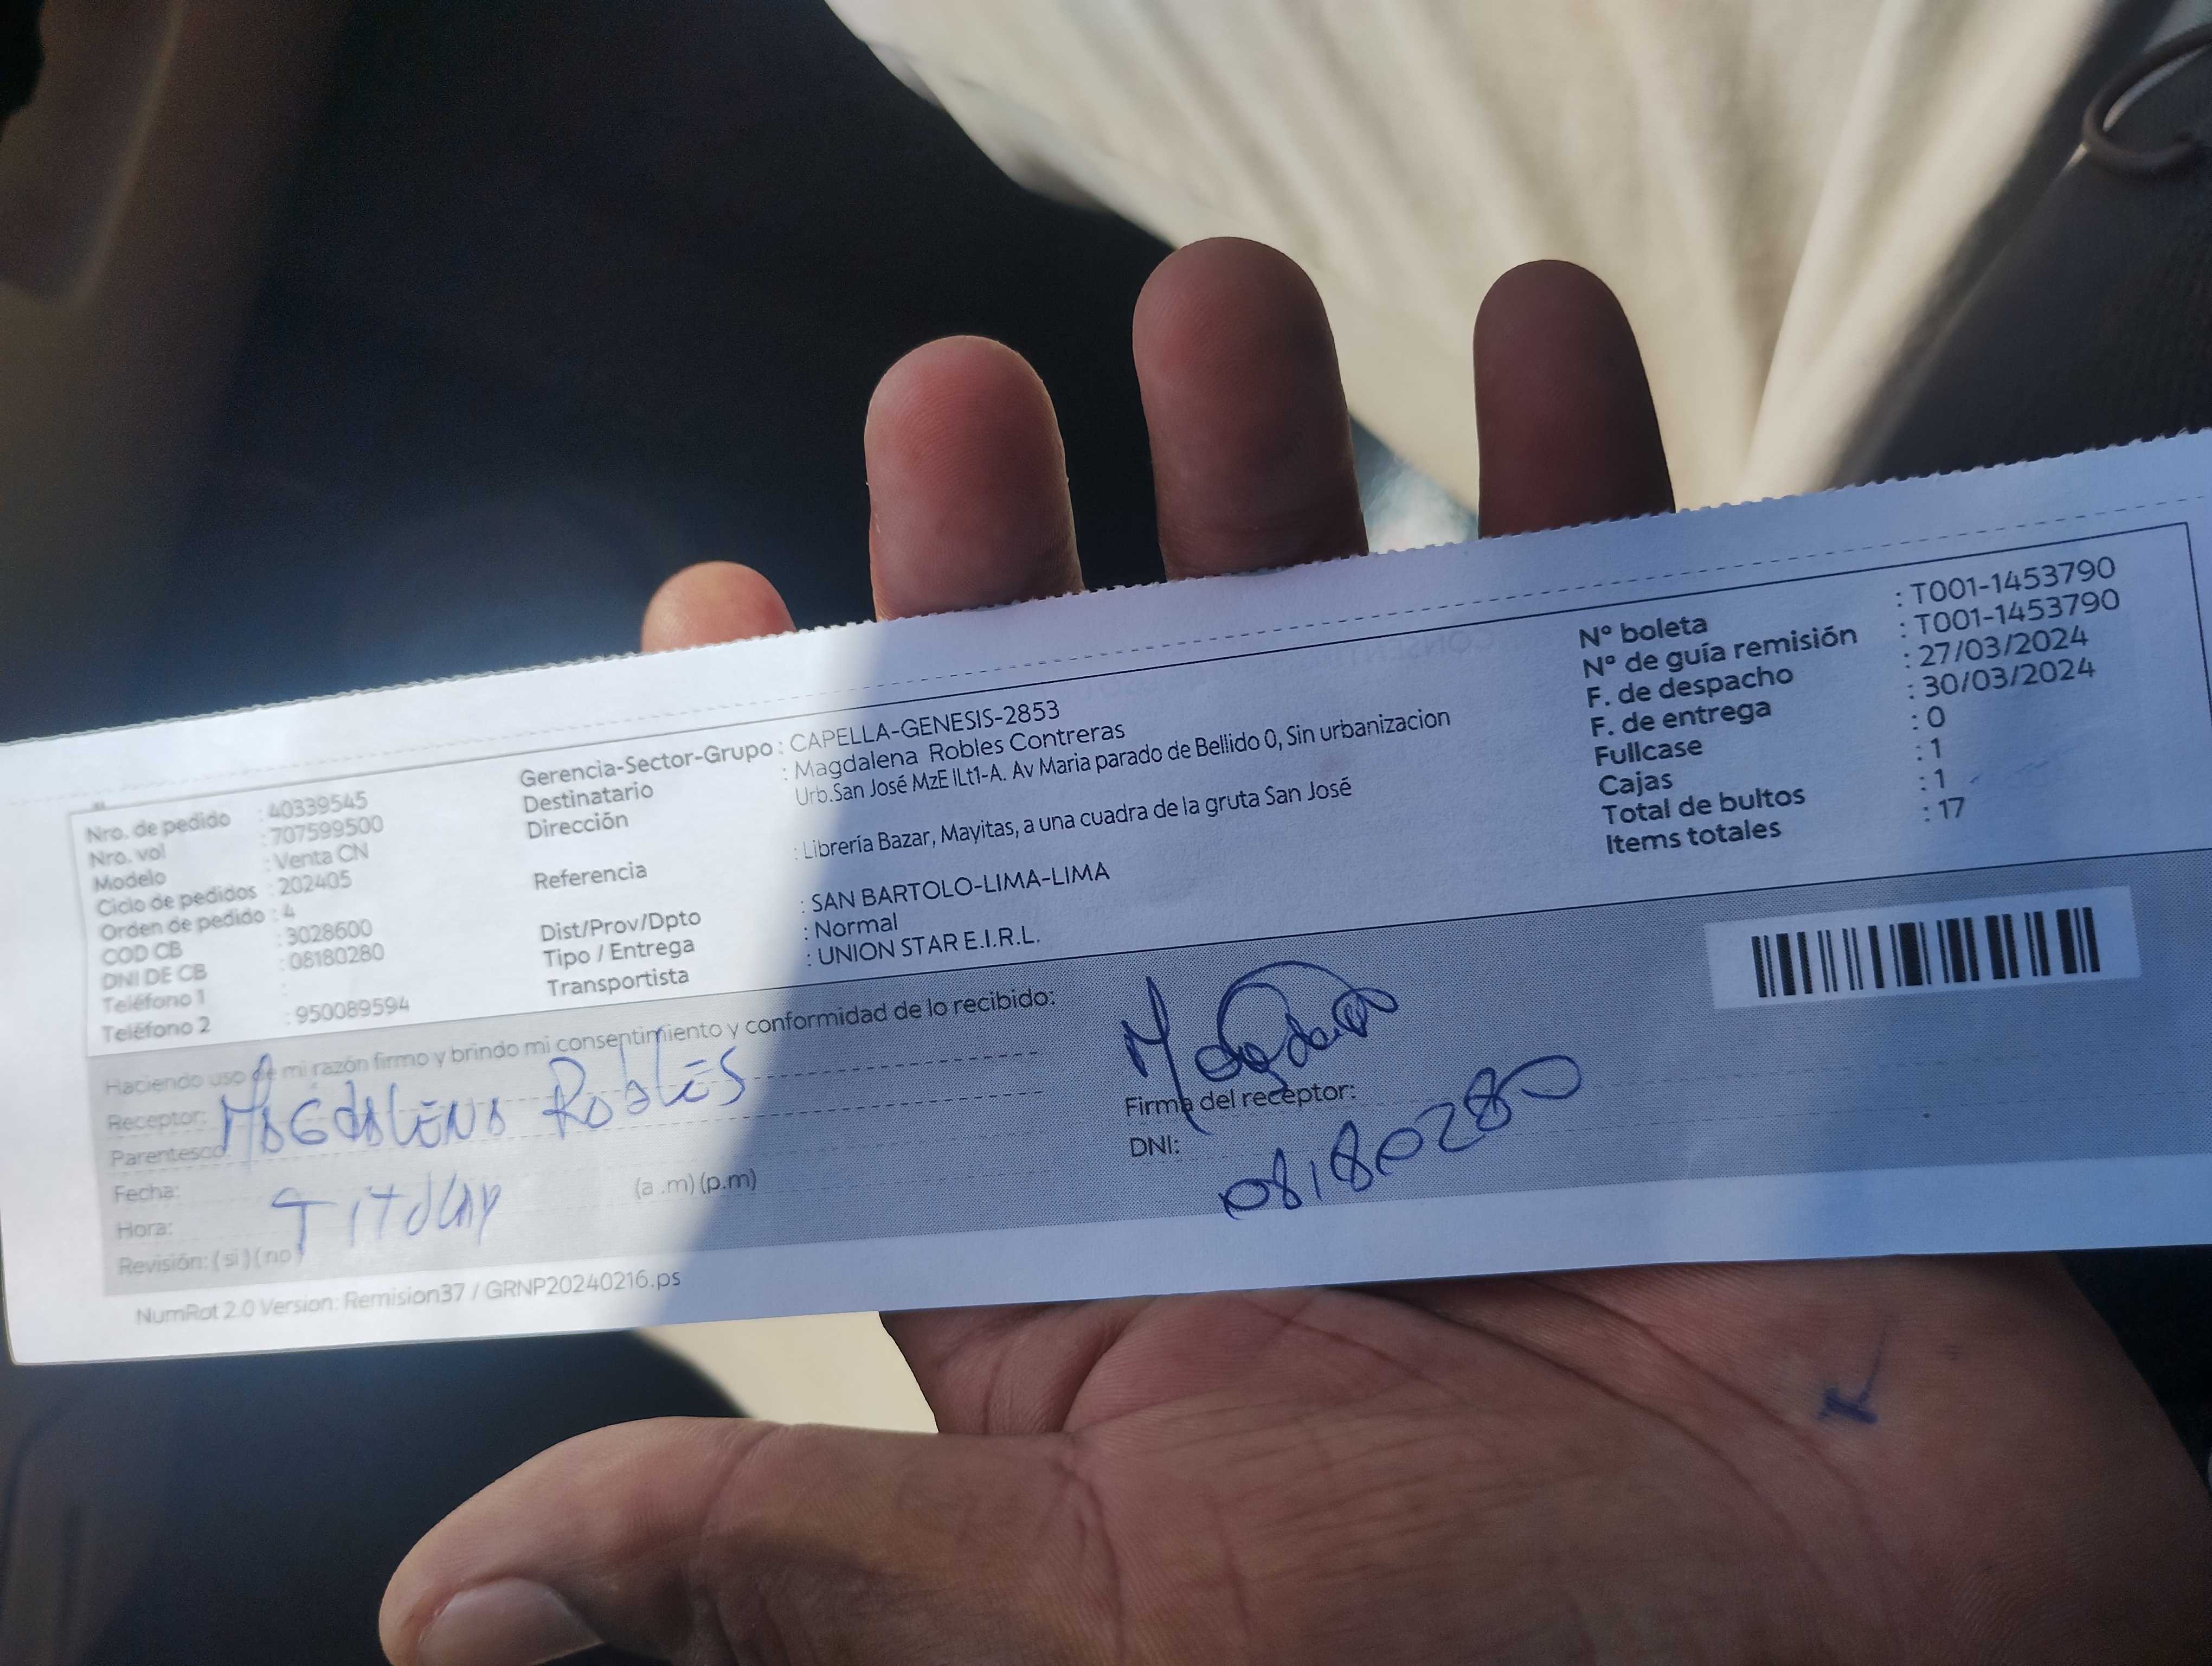 Nro. de pedido : 40339545
Nro. vol : 707599500
Modelo : Venta CN
Ciclo de pedidos : 202405
Orden de pedido : 4
COD CB : 3028600
DNI DE CB : 08180280
Teléfono 1 :
Teléfono 2 : 950089594
Gerencia-Sector-Grupo : CAPELLA-GENESIS-2853
Destinatario : Magdalena Robles Contreras
Dirección Urb.San José MzE lLt1-A. Av Maria parado de Bellido 0, Sin urbanizacion
Referencia : Librería Bazar, Mayitas, a una cuadra de la gruta San José
Dist/Prov/Dpto : SAN BARTOLO-LIMA-LIMA
Tipo / Entrega : Normal
Transportista : UNION STAR E.I.R.L.
Nº boleta : T001-1453790
Nº de guía remisión : T001-1453790
F. de despacho : 27/03/2024
F. de entrega : 30/03/2024
Fullcase : 0
Cajas : 1
Total de bultos : 1
Items totales : 17
Haciendo uso de mi razón firmo y brindo mi consentimiento y conformidad de lo recibido:
Receptor: MAGDALENA ROBLES
Parentesco:
Fecha:
Hora: (a .m) (p.m)
Revisión: ( si ) ( no )
Firma del receptor:
DNI: 08180280
NumRot 2.0 Version: Remision37 / GRNP20240216.ps